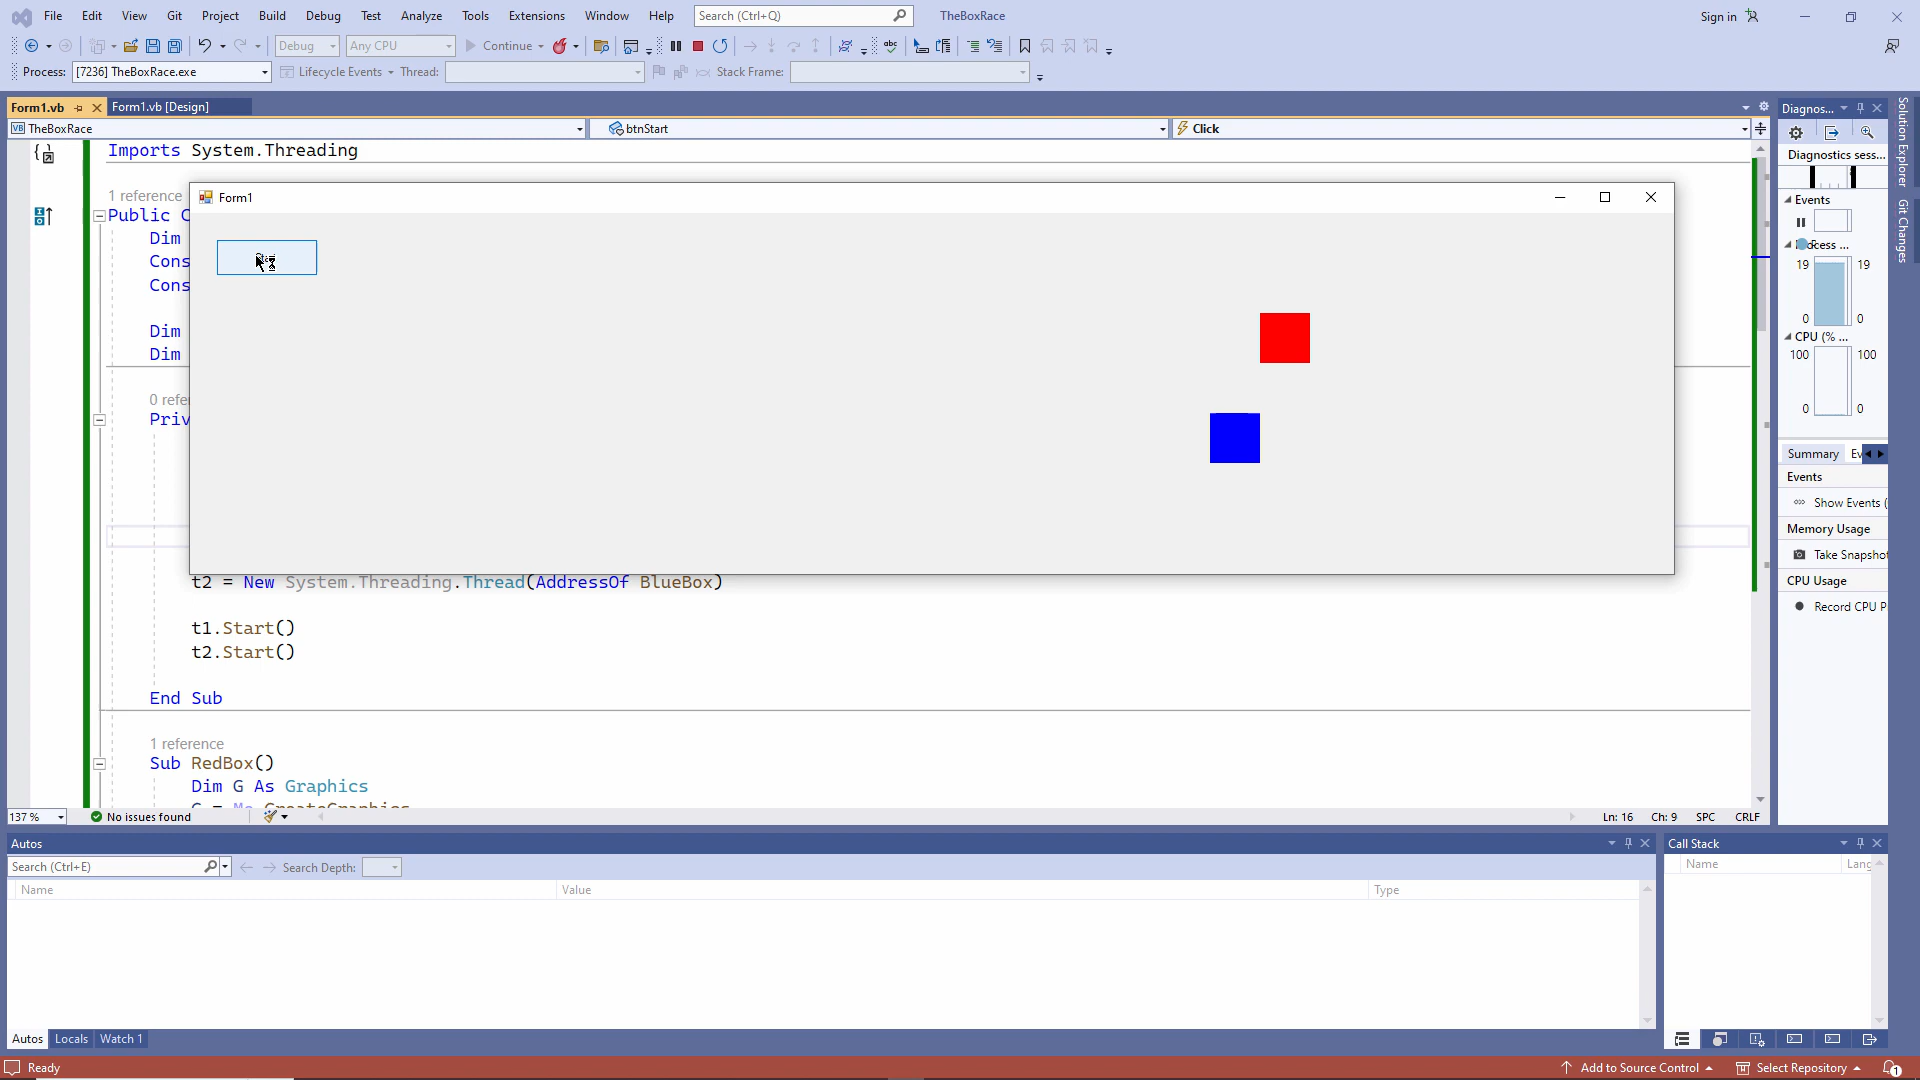 File Edit View Git Project Build Debug Test Analyze Tools Extensions Window Help Search (Ctrl+Q) TheBoxRace Sign in
Debug Any CPU Continue
Process: [7236] TheBoxRace.exe Lifecycle Events Thread: Stack Frame:
Form1.vb Form1.vb [Design]
TheBoxRace btnStart Click
Imports System.Threading
1 reference
Public C
Dim
Cons
Cons
Dim
Dim
0 refe
Priv
Form1
t2 = New System.Threading.Thread(AddressOf BlueBox)
t1.Start()
t2.Start()
End Sub
1 reference
Sub RedBox()
Dim G As Graphics
G = Me.CreateGraphics
137 % No issues found Ln: 16 Ch: 9 SPC CRLF
Diagnos...
Diagnostics sess...
Events
19 19
0 0
CPU (% ...
100 100
0 0
Summary Ev
Events
Show Events (
Memory Usage
Take Snapshot
CPU Usage
Record CPU P
Solution Explorer
Git Changes
Autos
Search (Ctrl+E) Search Depth:
Name Value Type
Autos Locals Watch 1
Call Stack
Name Lang
Ready Add to Source Control Select Repository 1